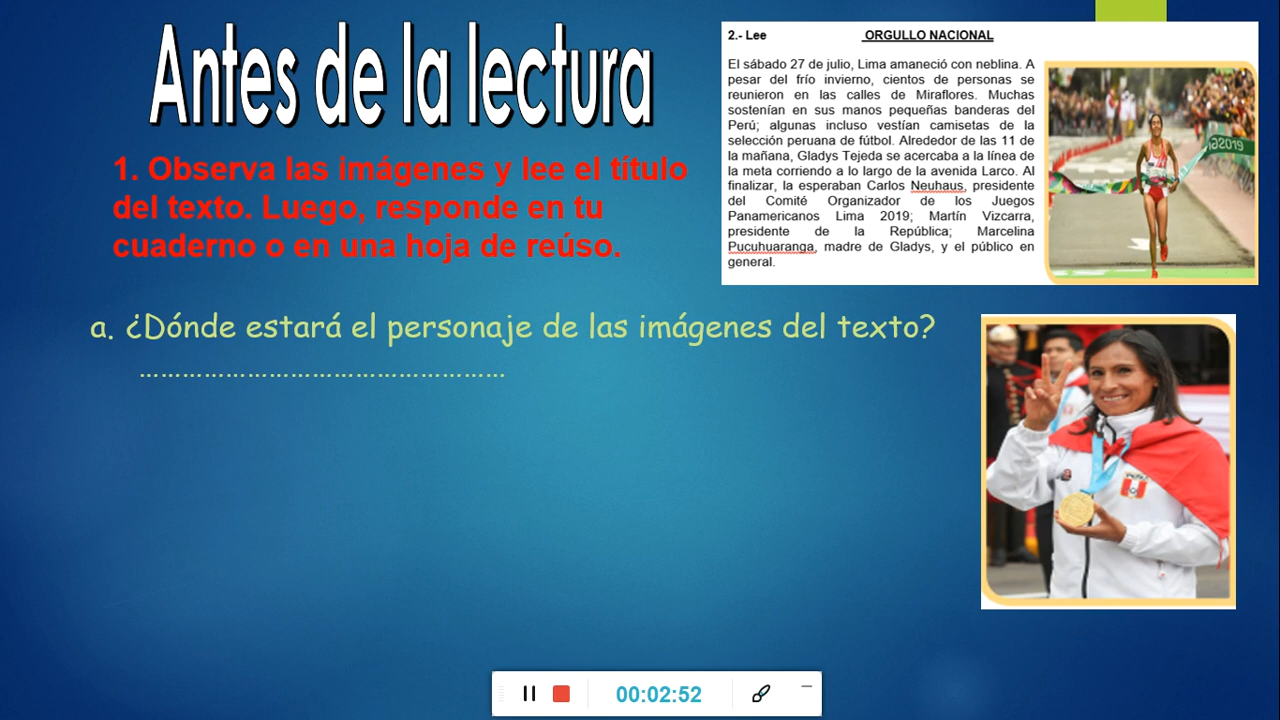 Antes de la lectura
1. Observa las imágenes y lee el título
del texto. Luego, responde en tu
cuaderno o en una hoja de reúso.
2.- Lee ORGULLO NACIONAL
El sábado 27 de julio, Lima amaneció con neblina. A
pesar del frío invierno, cientos de personas se
reunieron en las calles de Miraflores. Muchas
sostenían en sus manos pequeñas banderas del
Perú; algunas incluso vestían camisetas de la
selección peruana de fútbol. Alrededor de las 11 de
la mañana, Gladys Tejeda se acercaba a la línea de
la meta corriendo a lo largo de la avenida Larco. Al
finalizar, la esperaban Carlos Neuhaus, presidente
del Comité Organizador de los Juegos
Panamericanos Lima 2019; Martín Vizcarra,
presidente de la República; Marcelina
Pucuhuaranga, madre de Gladys, y el público en
general.
a. ¿Dónde estará el personaje de las imágenes del texto?
……………………………………………
00:02:52